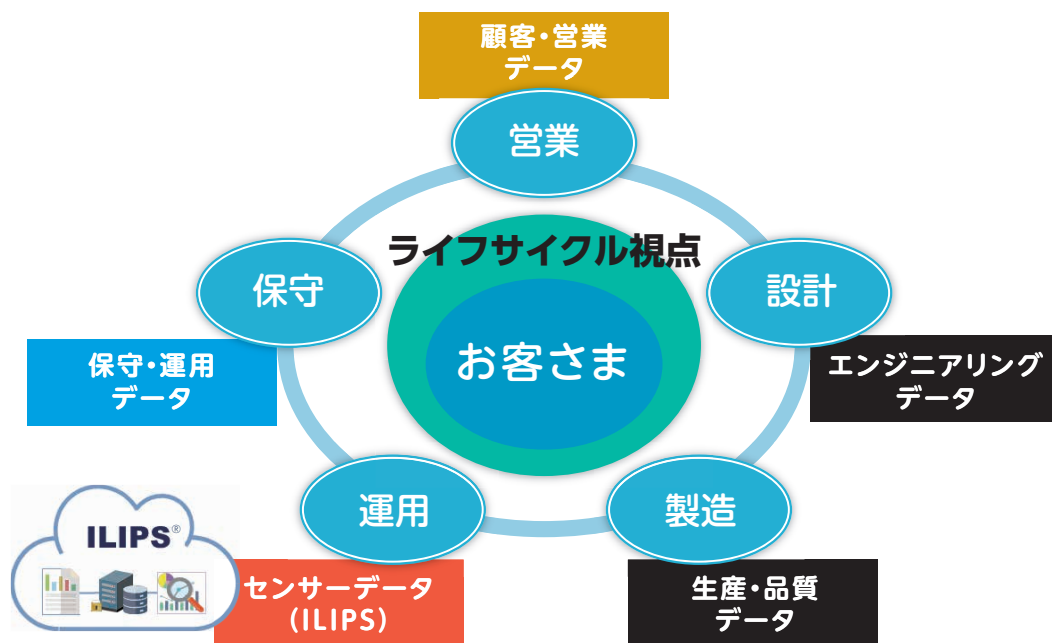 顧客・営業
データ
営業
ライフサイクル視点
お客さま
保守
設計
保守・運用
データ
エンジニアリング
データ
運用
製造
ILIPS®
センサーデータ
(ILIPS)
生産・品質
データ